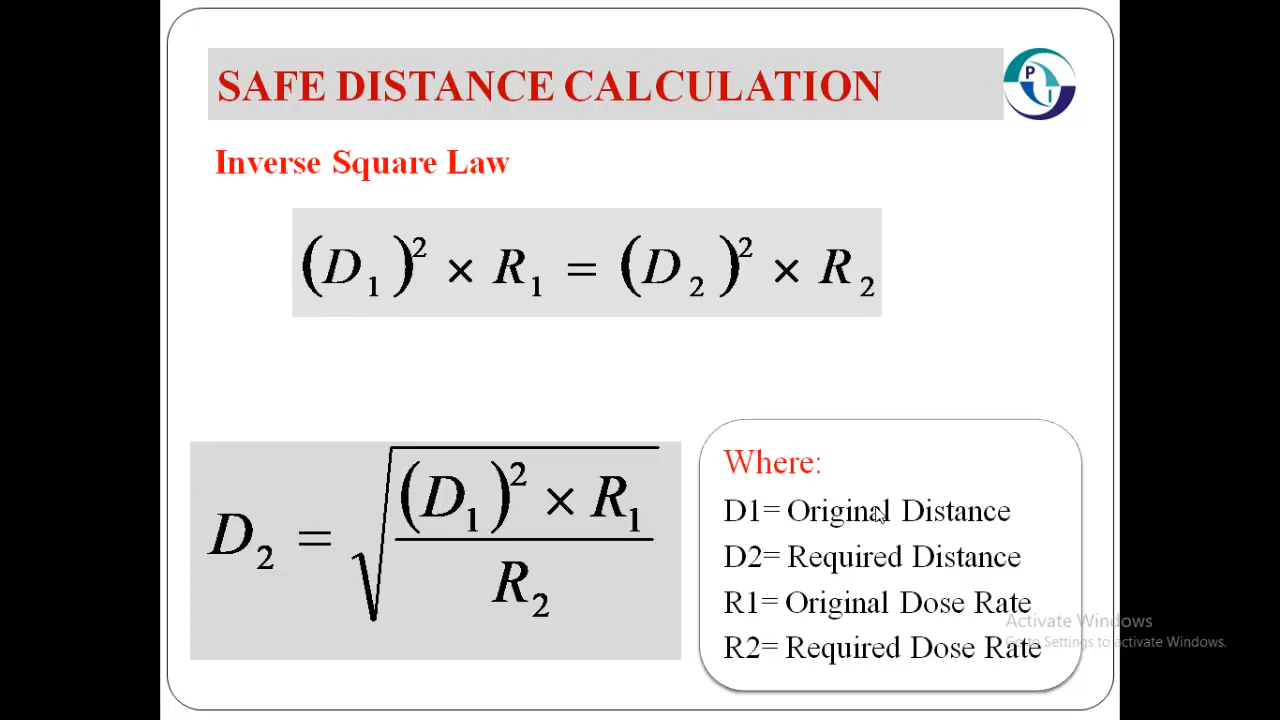 SAFE DISTANCE CALCULATION
P
I
Inverse Square Law
(D₁)² × R₁ = (D₂)² × R₂
D₂ = √((D₁)² × R₁ / R₂)
Where:
D1= Original Distance
D2= Required Distance
R1= Original Dose Rate
R2= Required Dose Rate
Activate Windows
Go to Settings to activate Windows.